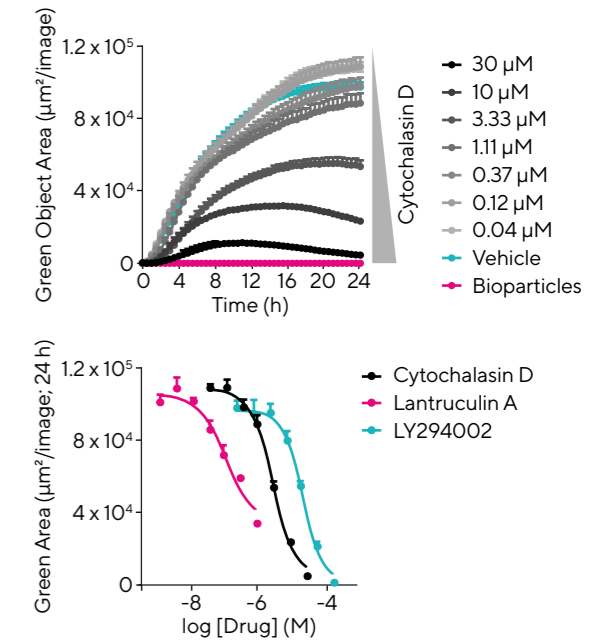 Green Object Area (µm²/image)
1.2 x 10⁵
8 x 10⁴
4 x 10⁴
0
0 4 8 12 16 20 24
Time (h)
Cytochalasin D
30 µM
10 µM
3.33 µM
1.11 µM
0.37 µM
0.12 µM
0.04 µM
Vehicle
Bioparticles
Green Area (µm²/image; 24 h)
1.2 x 10⁵
8 x 10⁴
4 x 10⁴
0
-8 -6 -4
log [Drug] (M)
Cytochalasin D
Lantruculin A
LY294002